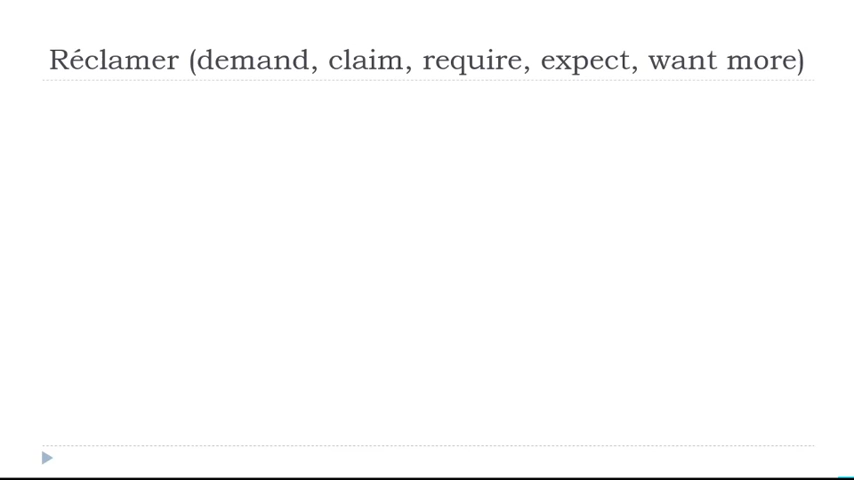 Réclamer (demand, claim, require, expect, want more)